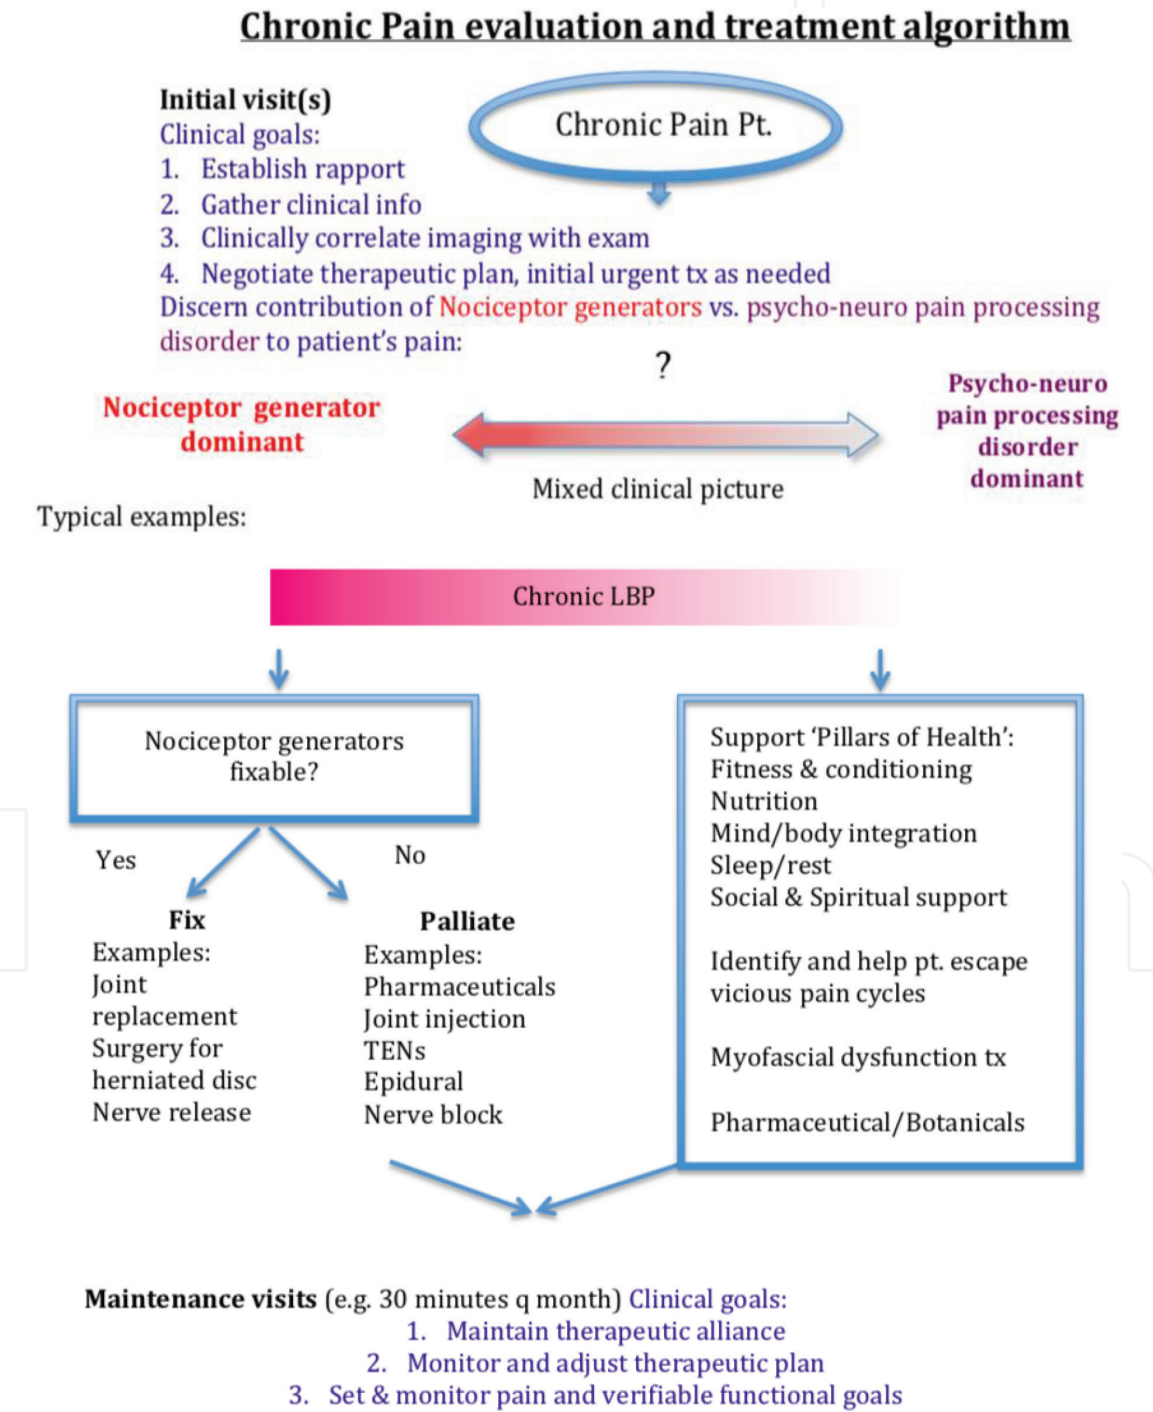 Chronic Pain evaluation and treatment algorithm
Chronic Pain Pt.
Initial visit(s)
Clinical goals:
1. Establish rapport
2. Gather clinical info
3. Clinically correlate imaging with exam
4. Negotiate therapeutic plan, initial urgent tx as needed
Discern contribution of Nociceptor generators vs. psycho-neuro pain processing
disorder to patient's pain:
?
Nociceptor generator
dominant
Mixed clinical picture
Psycho-neuro
pain processing
disorder
dominant
Typical examples:
Chronic LBP
Nociceptor generators
fixable?
Yes
No
Fix
Examples:
Joint
replacement
Surgery for
herniated disc
Nerve release
Palliate
Examples:
Pharmaceuticals
Joint injection
TENs
Epidural
Nerve block
Support ‘Pillars of Health’:
Fitness & conditioning
Nutrition
Mind/body integration
Sleep/rest
Social & Spiritual support
Identify and help pt. escape
vicious pain cycles
Myofascial dysfunction tx
Pharmaceutical/Botanicals
Maintenance visits (e.g. 30 minutes q month) Clinical goals:
1. Maintain therapeutic alliance
2. Monitor and adjust therapeutic plan
3. Set & monitor pain and verifiable functional goals